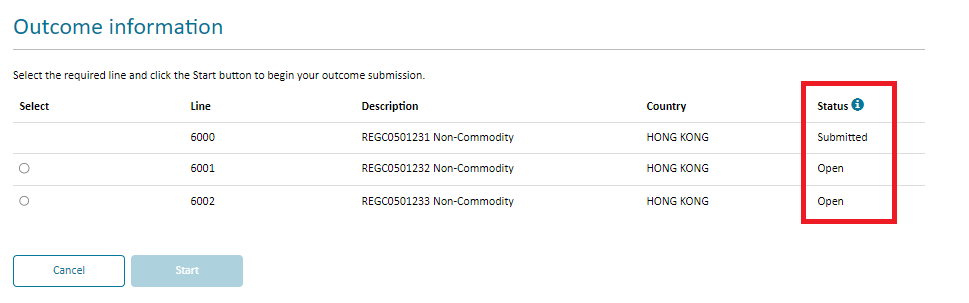 Outcome information
Select the required line and click the Start button to begin your outcome submission.
Select Line Description Country Status
6000 REGC0501231 Non-Commodity HONG KONG Submitted
6001 REGC0501232 Non-Commodity HONG KONG Open
6002 REGC0501233 Non-Commodity HONG KONG Open
Cancel Start